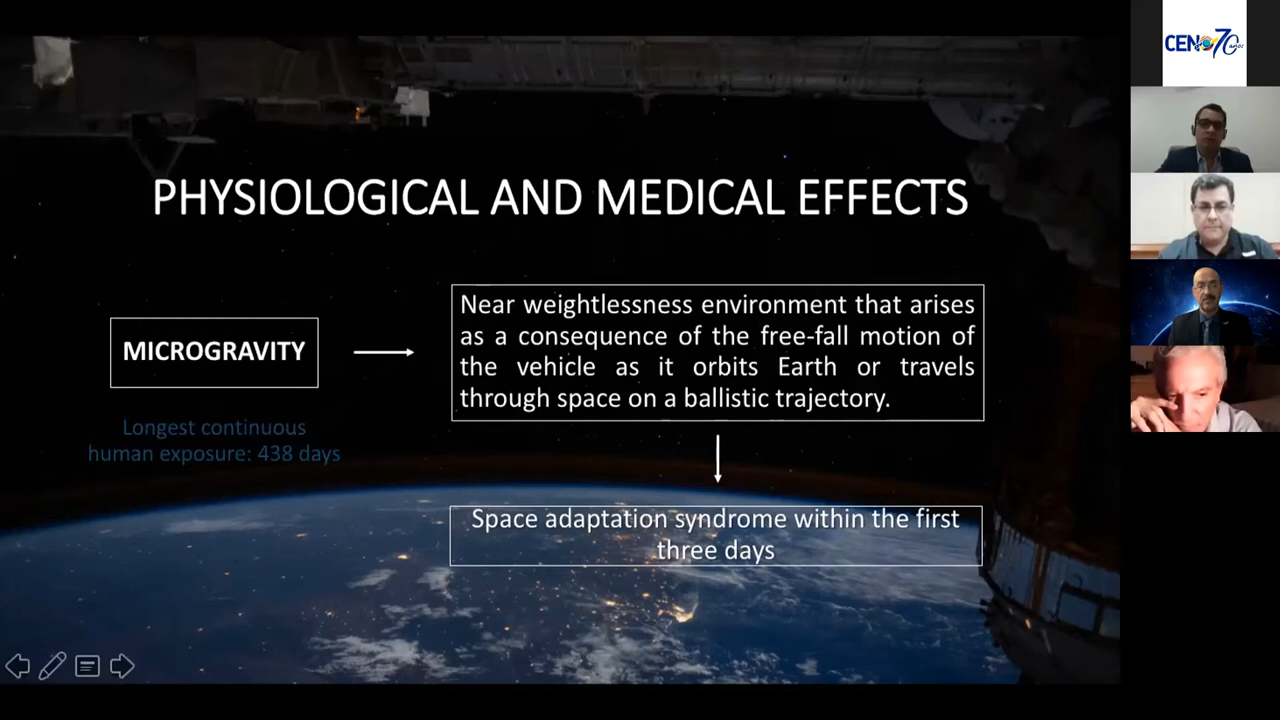 CEN 70 años
PHYSIOLOGICAL AND MEDICAL EFFECTS
MICROGRAVITY
Longest continuous
human exposure: 438 days
Near weightlessness environment that arises
as a consequence of the free-fall motion of
the vehicle as it orbits Earth or travels
through space on a ballistic trajectory.
Space adaptation syndrome within the first
three days